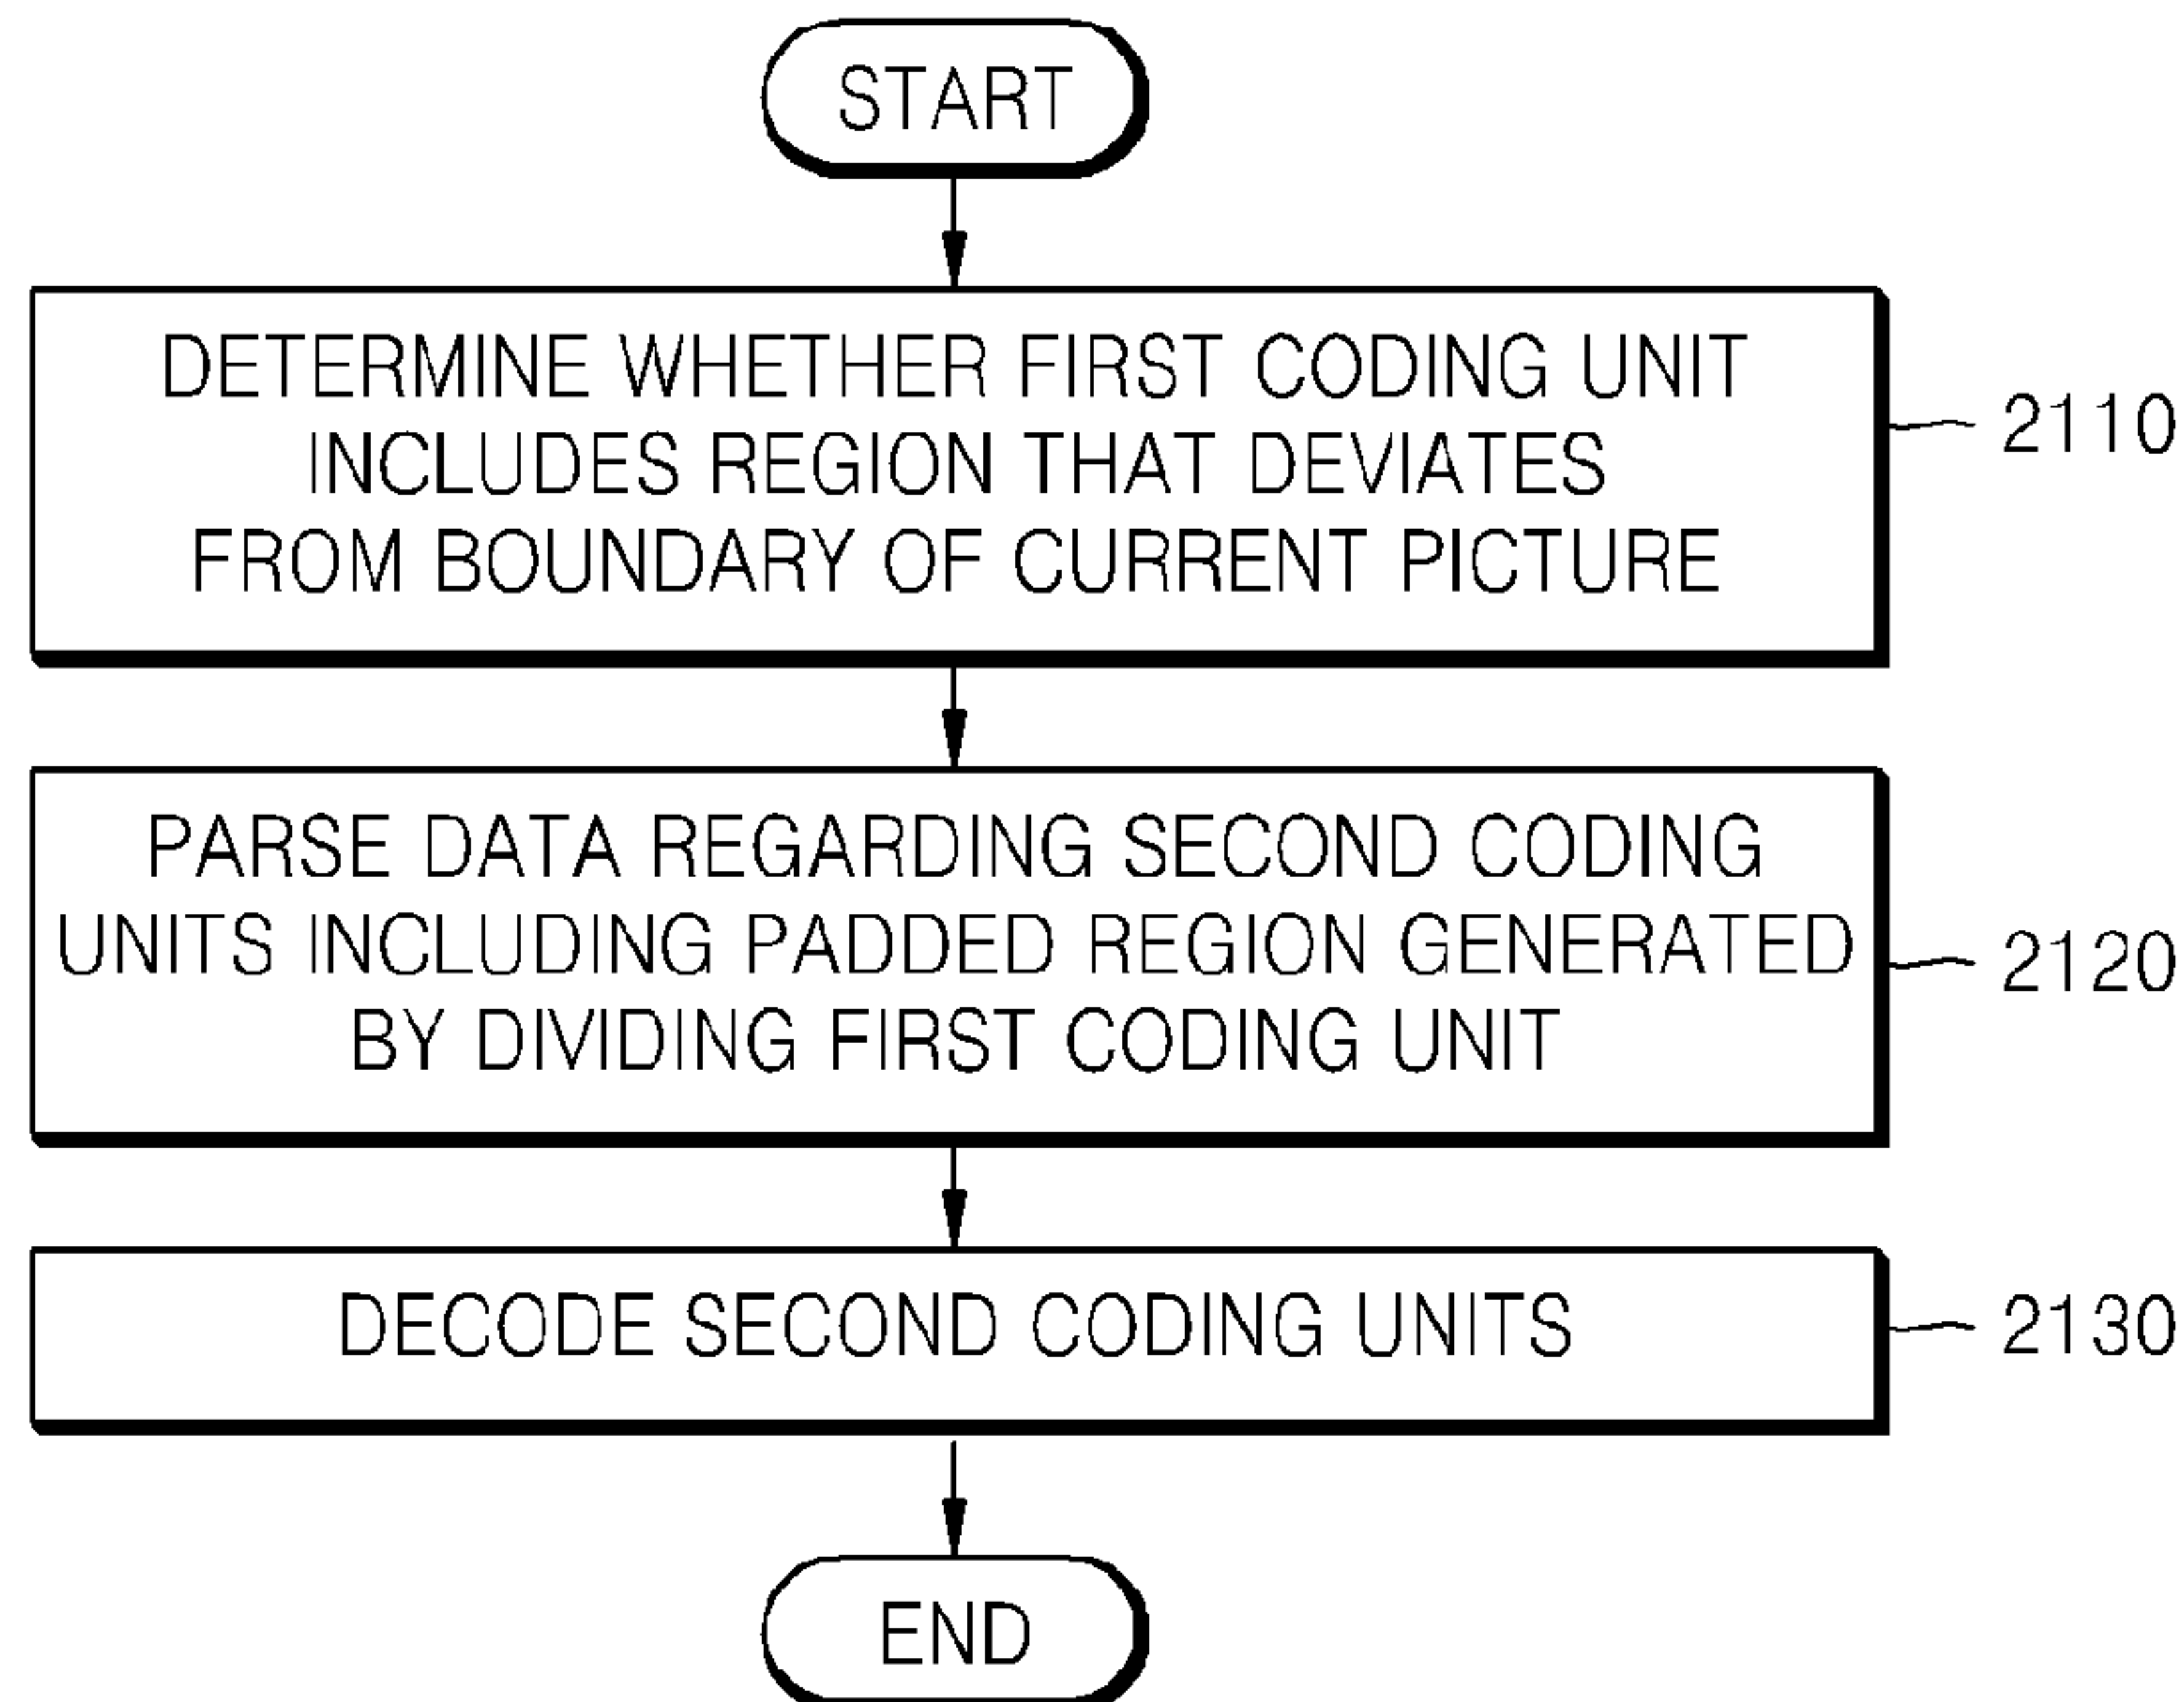 START
DETERMINE WHETHER FIRST CODING UNIT
INCLUDES REGION THAT DEVIATES
FROM BOUNDARY OF CURRENT PICTURE
2110
PARSE DATA REGARDING SECOND CODING
UNITS INCLUDING PADDED REGION GENERATED
BY DIVIDING FIRST CODING UNIT
2120
DECODE SECOND CODING UNITS
2130
END